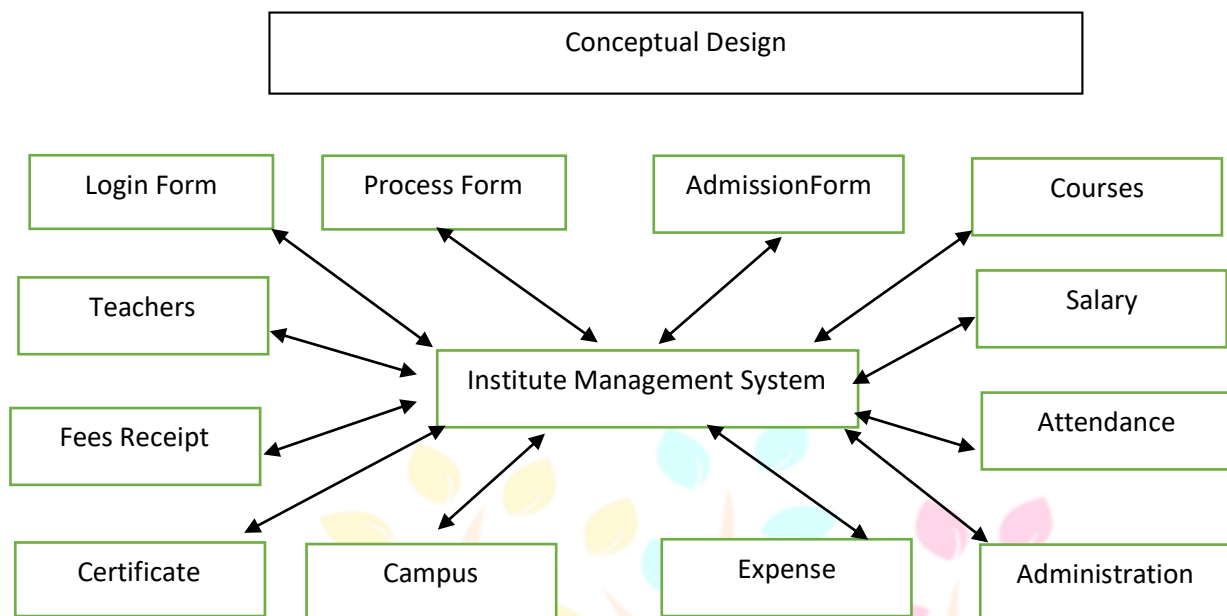 Conceptual Design
Login Form
Process Form
AdmissionForm
Courses
Teachers
Salary
Institute Management System
Fees Receipt
Attendance
Certificate
Campus
Expense
Administration